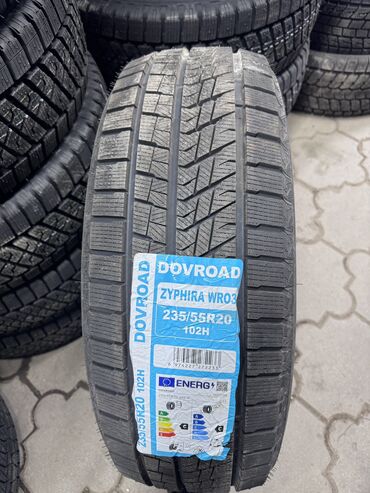 DOVROAD
ZYPHIRA WR03
235/55R20
102H
DOVROAD
235/55R20 102H
ENERG